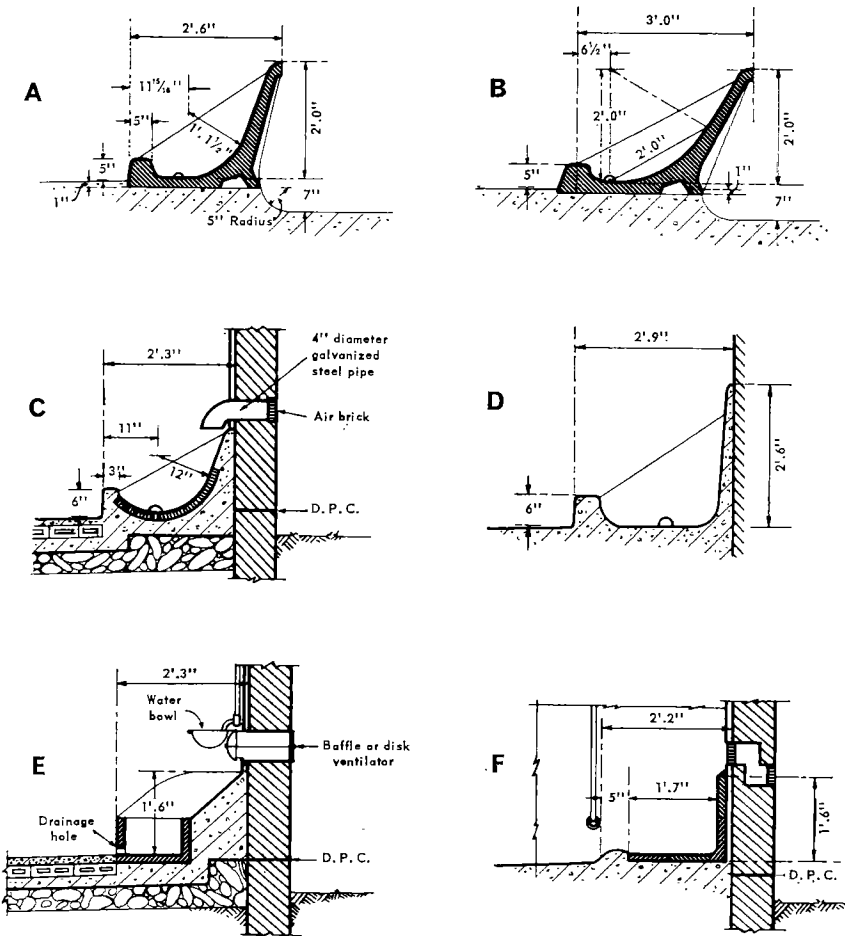 A
2'.6"
11 15/16"
5"
1'. 1½"
2'.0"
5"
1"
7"
5" Radius
B
3'.0"
6½"
2'.0"
2'.0"
2'.0"
5"
1"
7"
C
2'.3"
4" diameter
galvanized
steel pipe
Air brick
11"
3"
12"
6"
D.P.C.
D
2'.9"
6"
2'.6"
E
2'.3"
Water
bowl
Baffle or disk
ventilator
1'.6"
Drainage
hole
D.P.C.
F
2'.2"
5"
1'.7"
1'.6"
D.P.C.